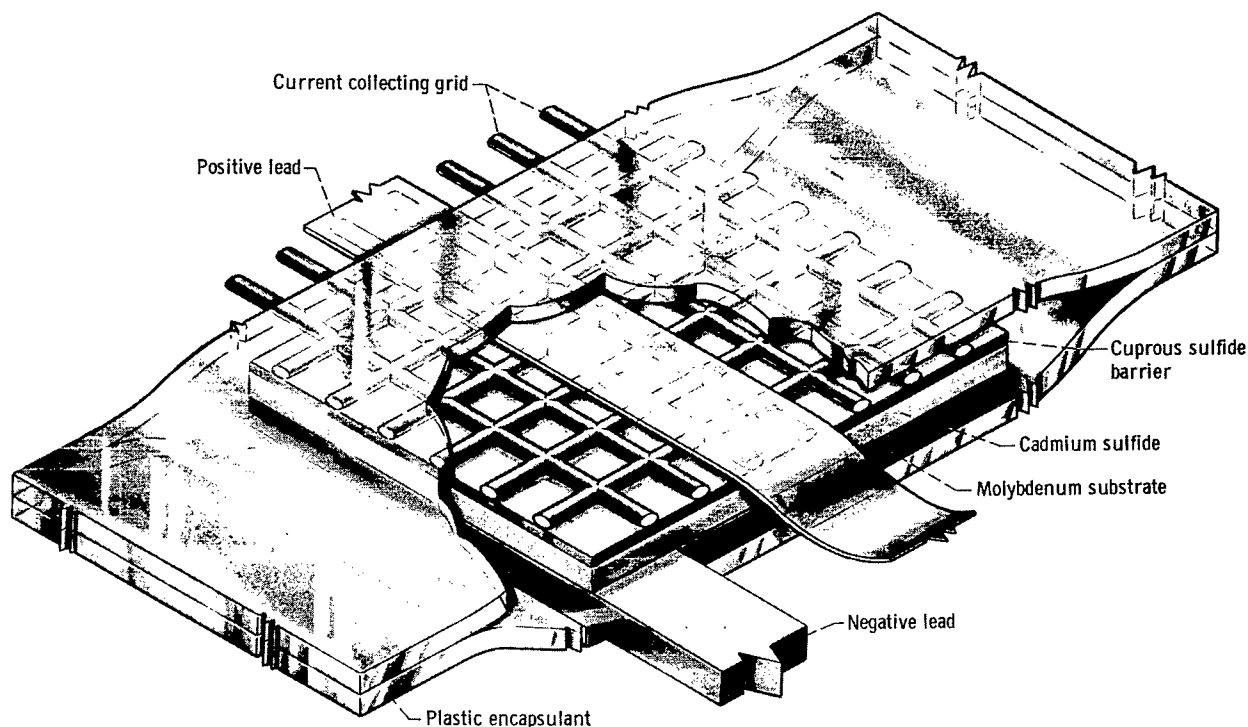 Current collecting grid
Positive lead
Cuprous sulfide
barrier
Cadmium sulfide
Molybdenum substrate
Negative lead
Plastic encapsulant